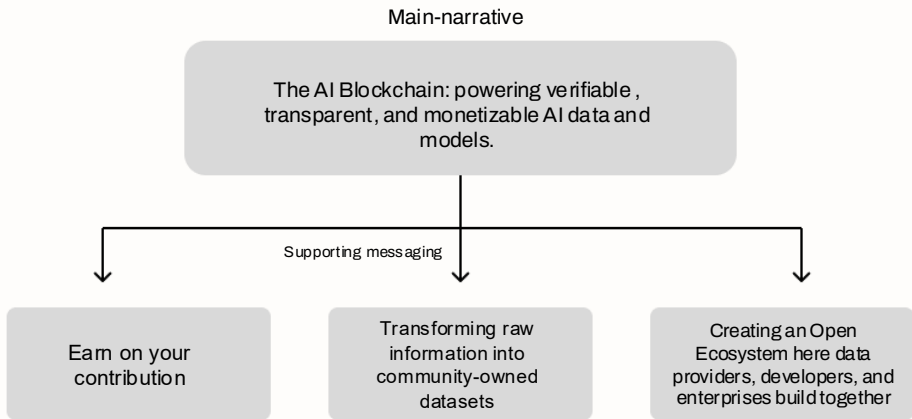 Main-narrative
The AI Blockchain: powering verifiable ,
transparent, and monetizable AI data and
models.
Supporting messaging
Earn on your
contribution
Transforming raw
information into
community-owned
datasets
Creating an Open
Ecosystem here data
providers, developers, and
enterprises build together